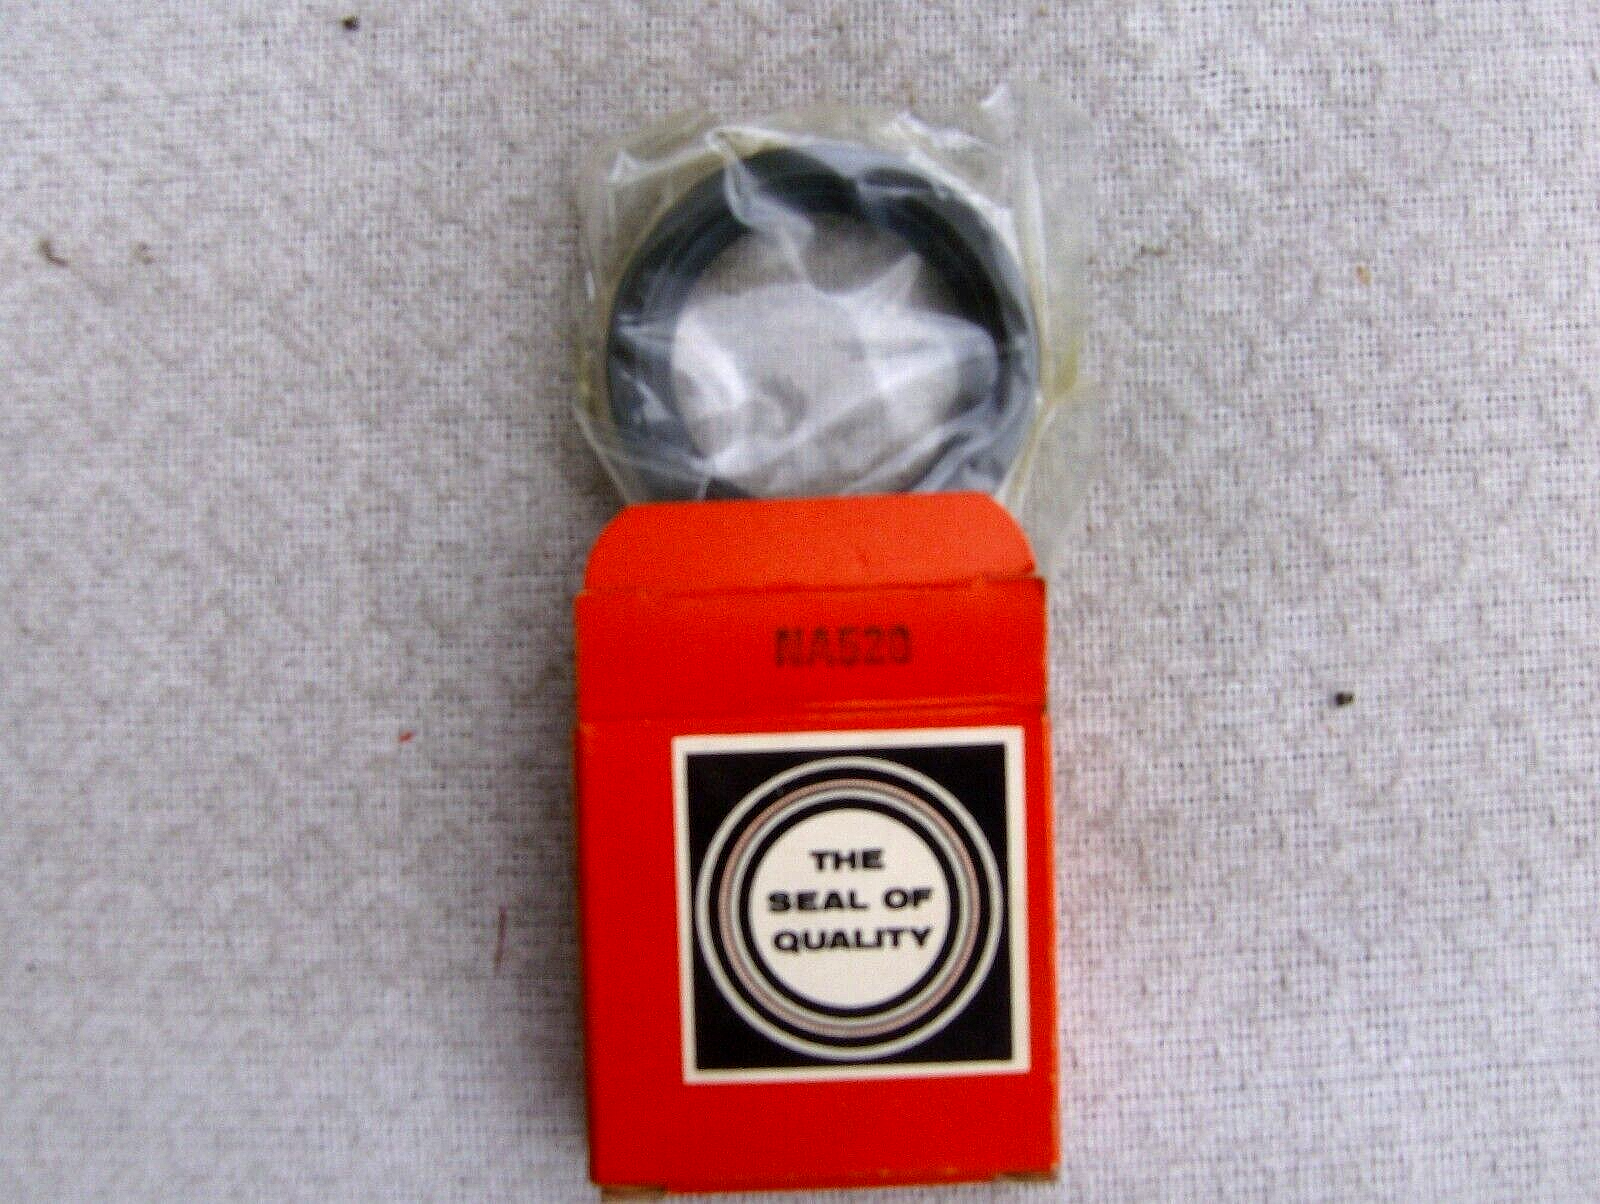 NA520
THE
SEAL OF
QUALITY